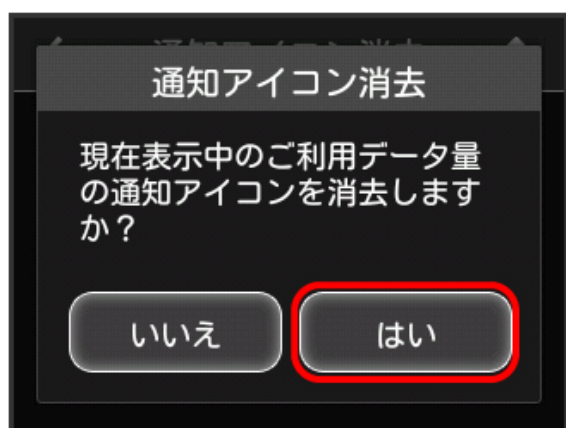 通知アイコン消去
現在表示中のご利用データ量
の通知アイコンを消去します
か？
いいえ
はい